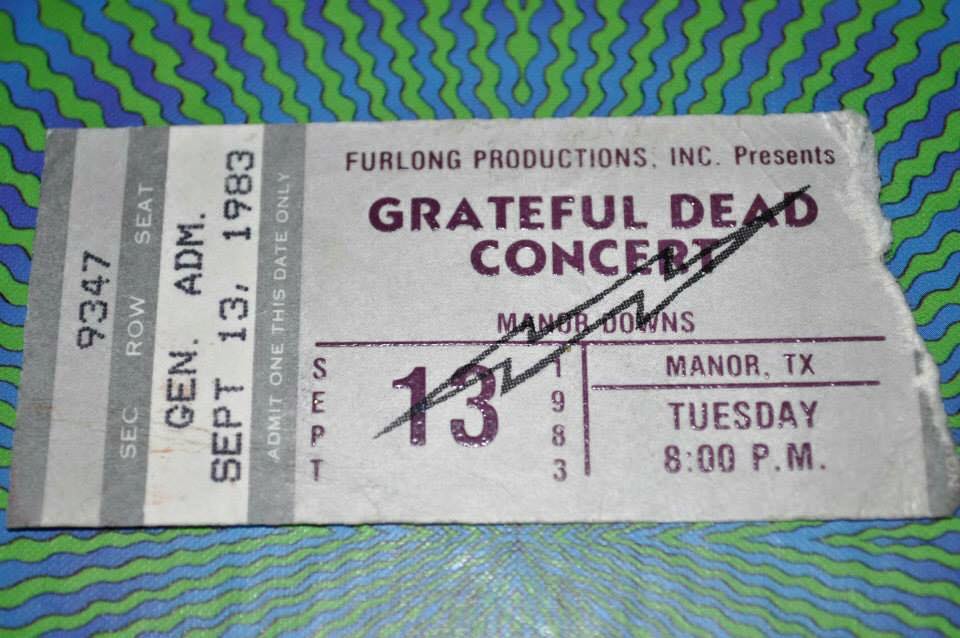 9347
SEC ROW SEAT
GEN. ADM.
SEPT 13, 1983
ADMIT ONE THIS DATE ONLY
FURLONG PRODUCTIONS, INC. Presents
GRATEFUL DEAD
CONCERT
MANOR DOWNS
SEPT
13
1983
MANOR, TX
TUESDAY
8:00 P.M.